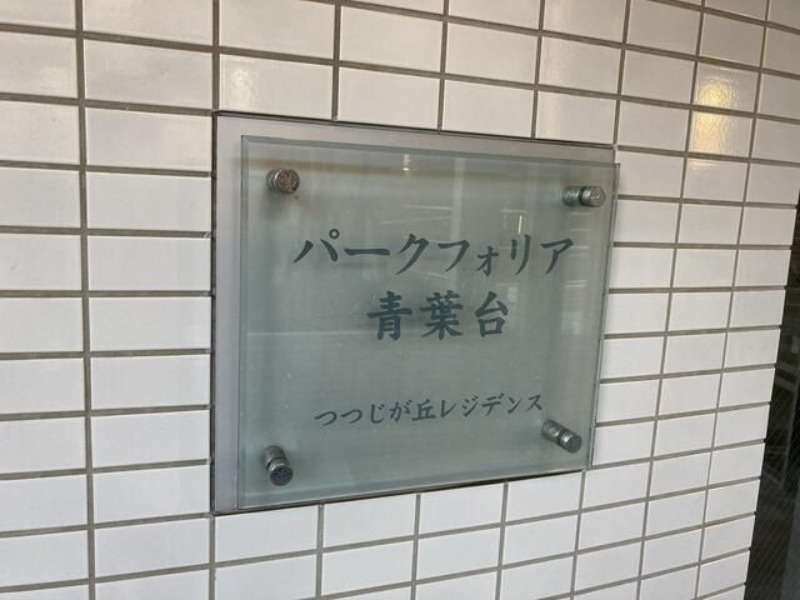 パークフォリア
青葉台
つつじが丘レジデンス